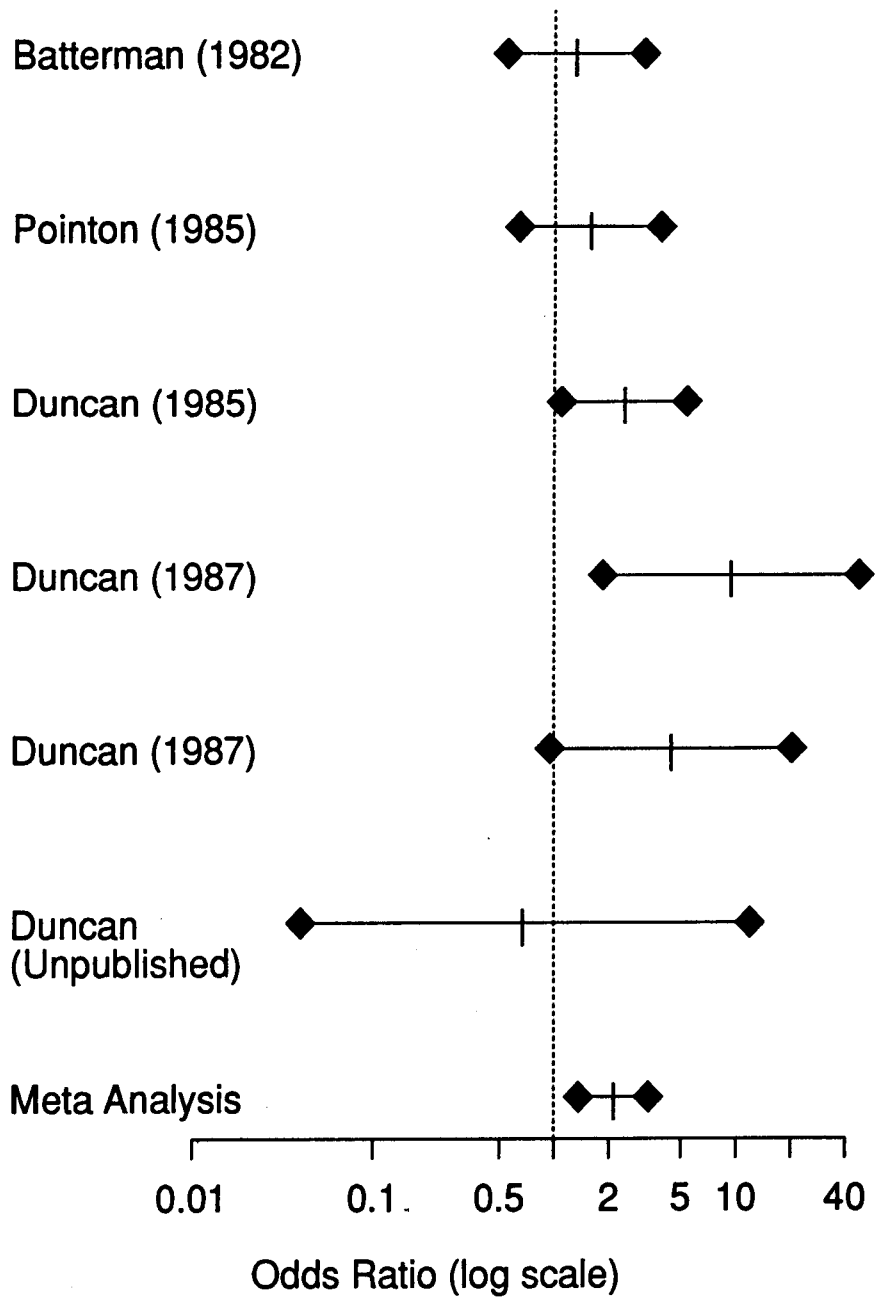 Batterman (1982)
Pointon (1985)
Duncan (1985)
Duncan (1987)
Duncan (1987)
Duncan
(Unpublished)
Meta Analysis
0.01 0.1 0.5 2 5 10 40
Odds Ratio (log scale)